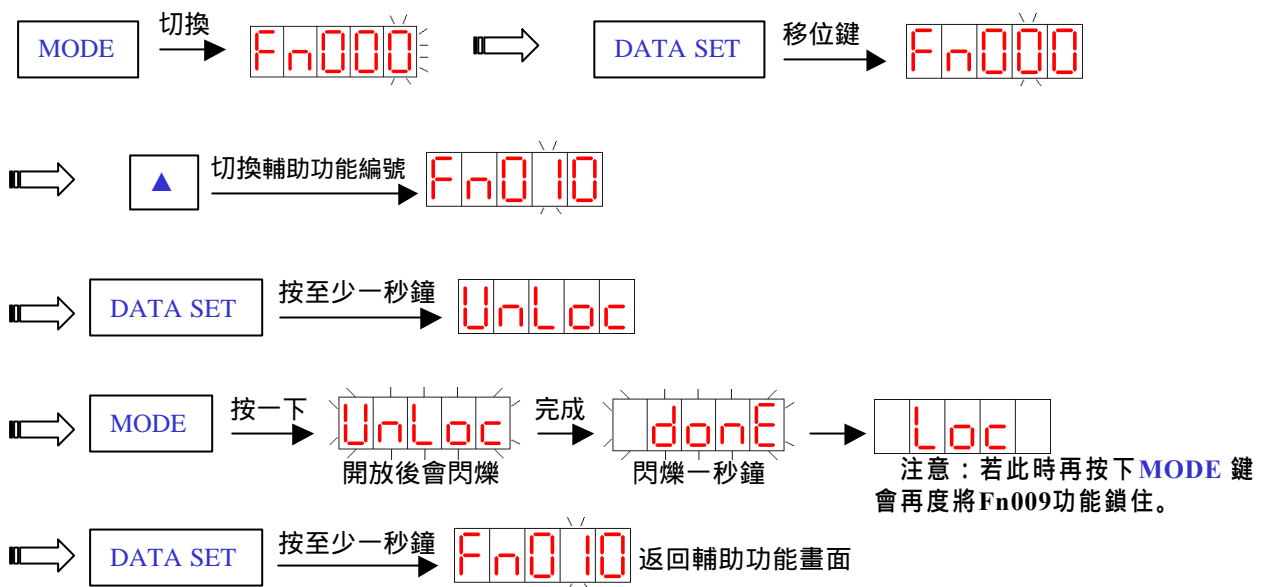 MODE 切換 Fn000 DATA SET 移位鍵 Fn000
▲ 切換輔助功能編號 Fn010
DATA SET 按至少一秒鐘 UnLoc
MODE 按一下 UnLoc 完成 donE Loc
開放後會閃爍 閃爍一秒鐘 注意：若此時再按下MODE 鍵
會再度將Fn009功能鎖住。
DATA SET 按至少一秒鐘 Fn010 返回輔助功能畫面